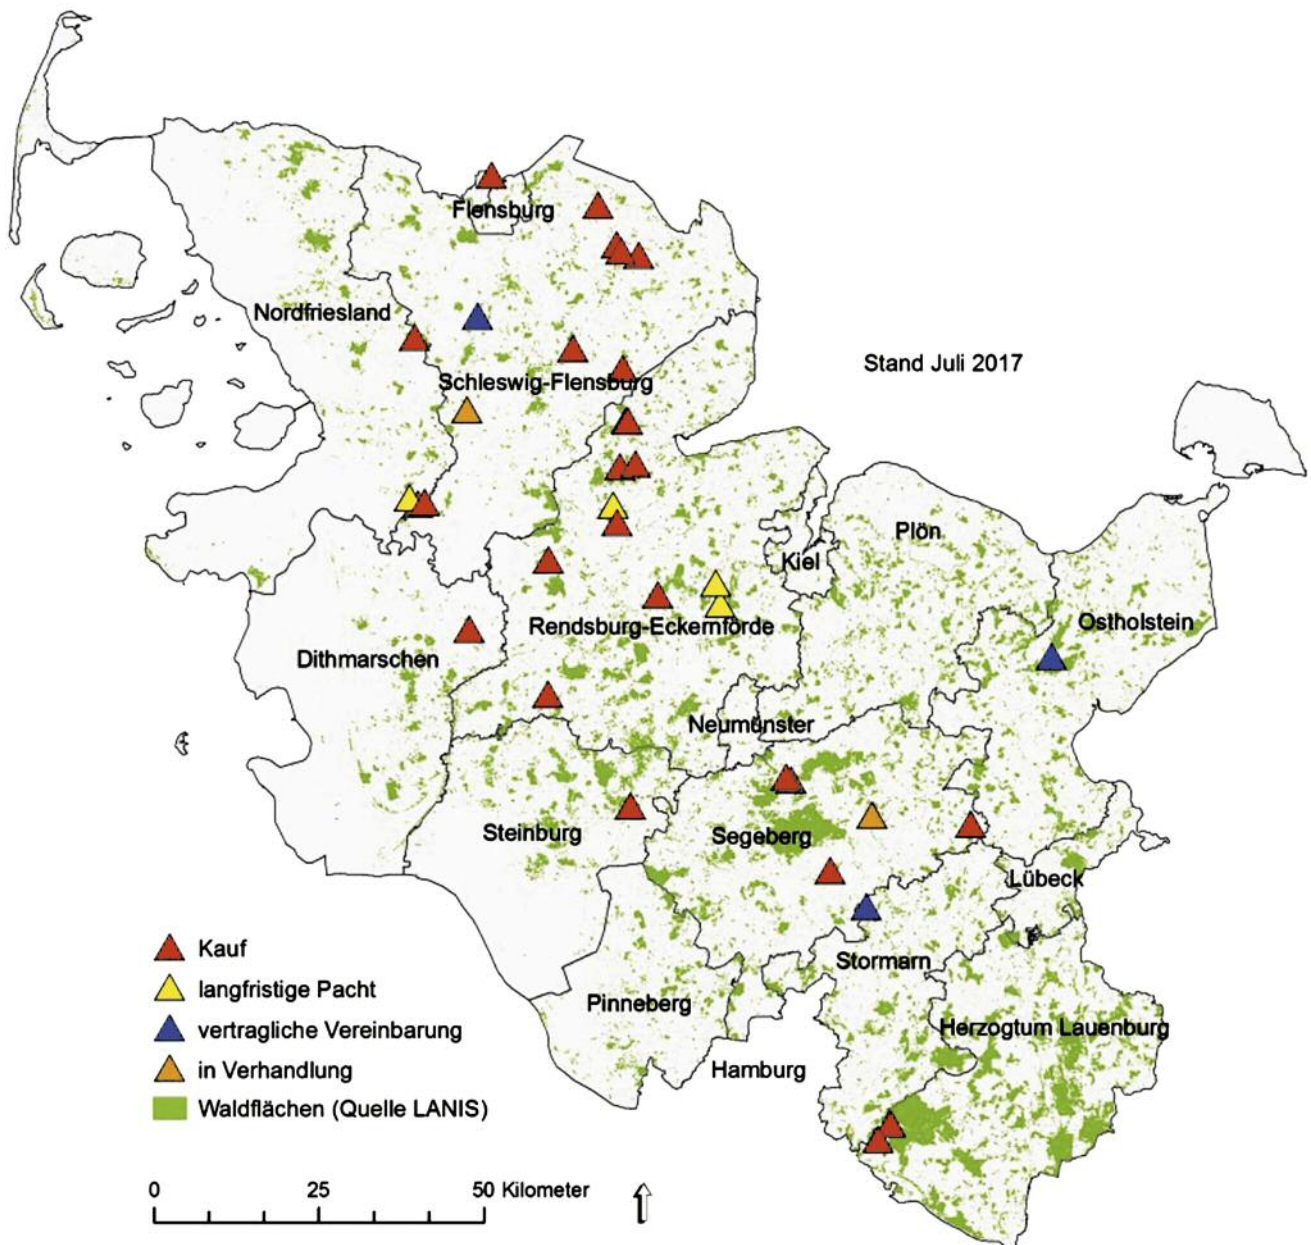 Flensburg
Nordfriesland
Stand Juli 2017
Schleswig-Flensburg
Plön
Kiel
Ostholstein
Rendsburg-Eckernförde
Dithmarschen
Neumünster
Steinburg
Segeberg
Lübeck
Kauf
Stormarn
langfristige Pacht
Pinneberg
vertragliche Vereinbarung
Herzogtum Lauenburg
in Verhandlung
Hamburg
Waldflächen (Quelle LANIS)
0 25 50 Kilometer